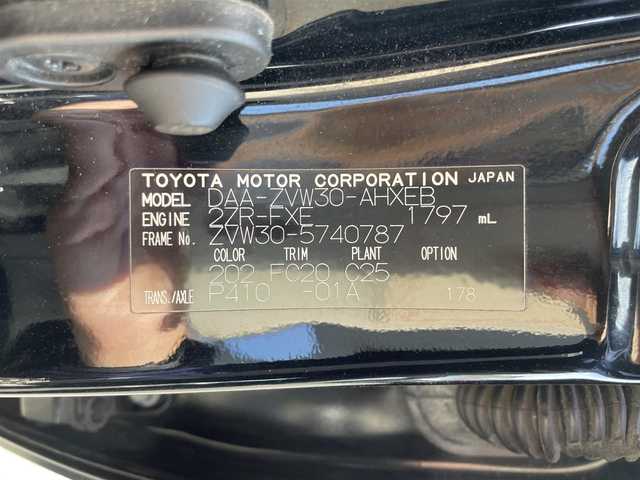 TOYOTA MOTOR CORPORATION JAPAN
MODEL DAA-ZVW30-AHXEB
ENGINE 2ZR-FXE 1797 mL
FRAME No. ZVW30-5740787
COLOR TRIM PLANT OPTION
202 FC20 C25
TRANS./AXLE P410 -01A 178